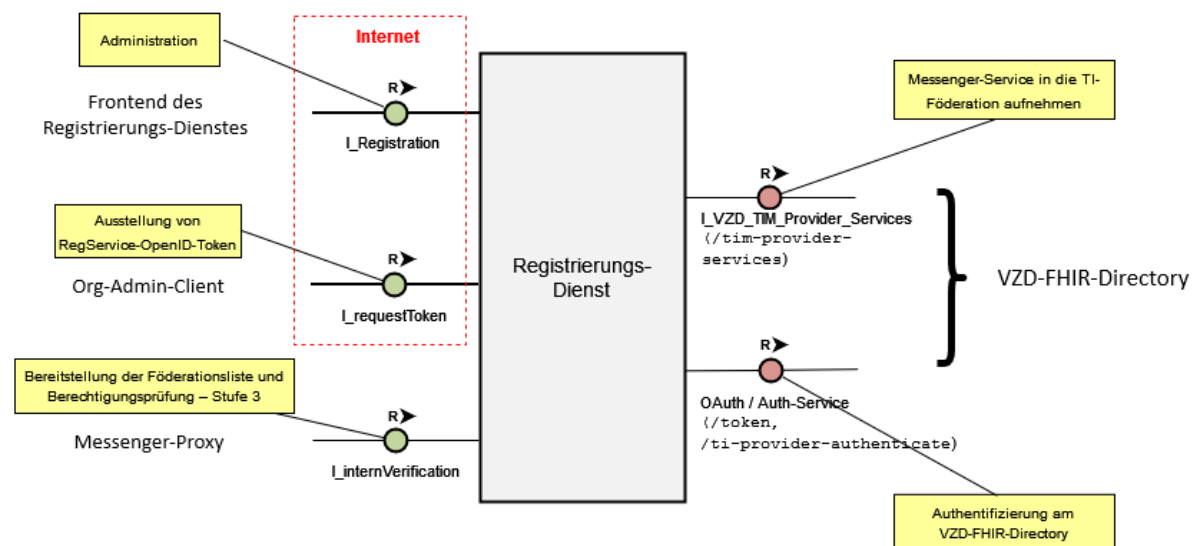 Administration
Internet
Frontend des
Registrierungs-Dienstes
R
I_Registration
Ausstellung von
RegService-OpenID-Token
Org-Admin-Client
R
I_requestToken
Bereitstellung der Föderationsliste und
Berechtigungsprüfung – Stufe 3
Messenger-Proxy
R
I_internVerification
Registrierungs-
Dienst
Messenger-Service in die TI-
Föderation aufnehmen
R
I_VZD_TIM_Provider_Services
(/tim-provider-
services)
VZD-FHIR-Directory
R
OAuth / Auth-Service
(/token,
/ti-provider-authenticate)
Authentifizierung am
VZD-FHIR-Directory